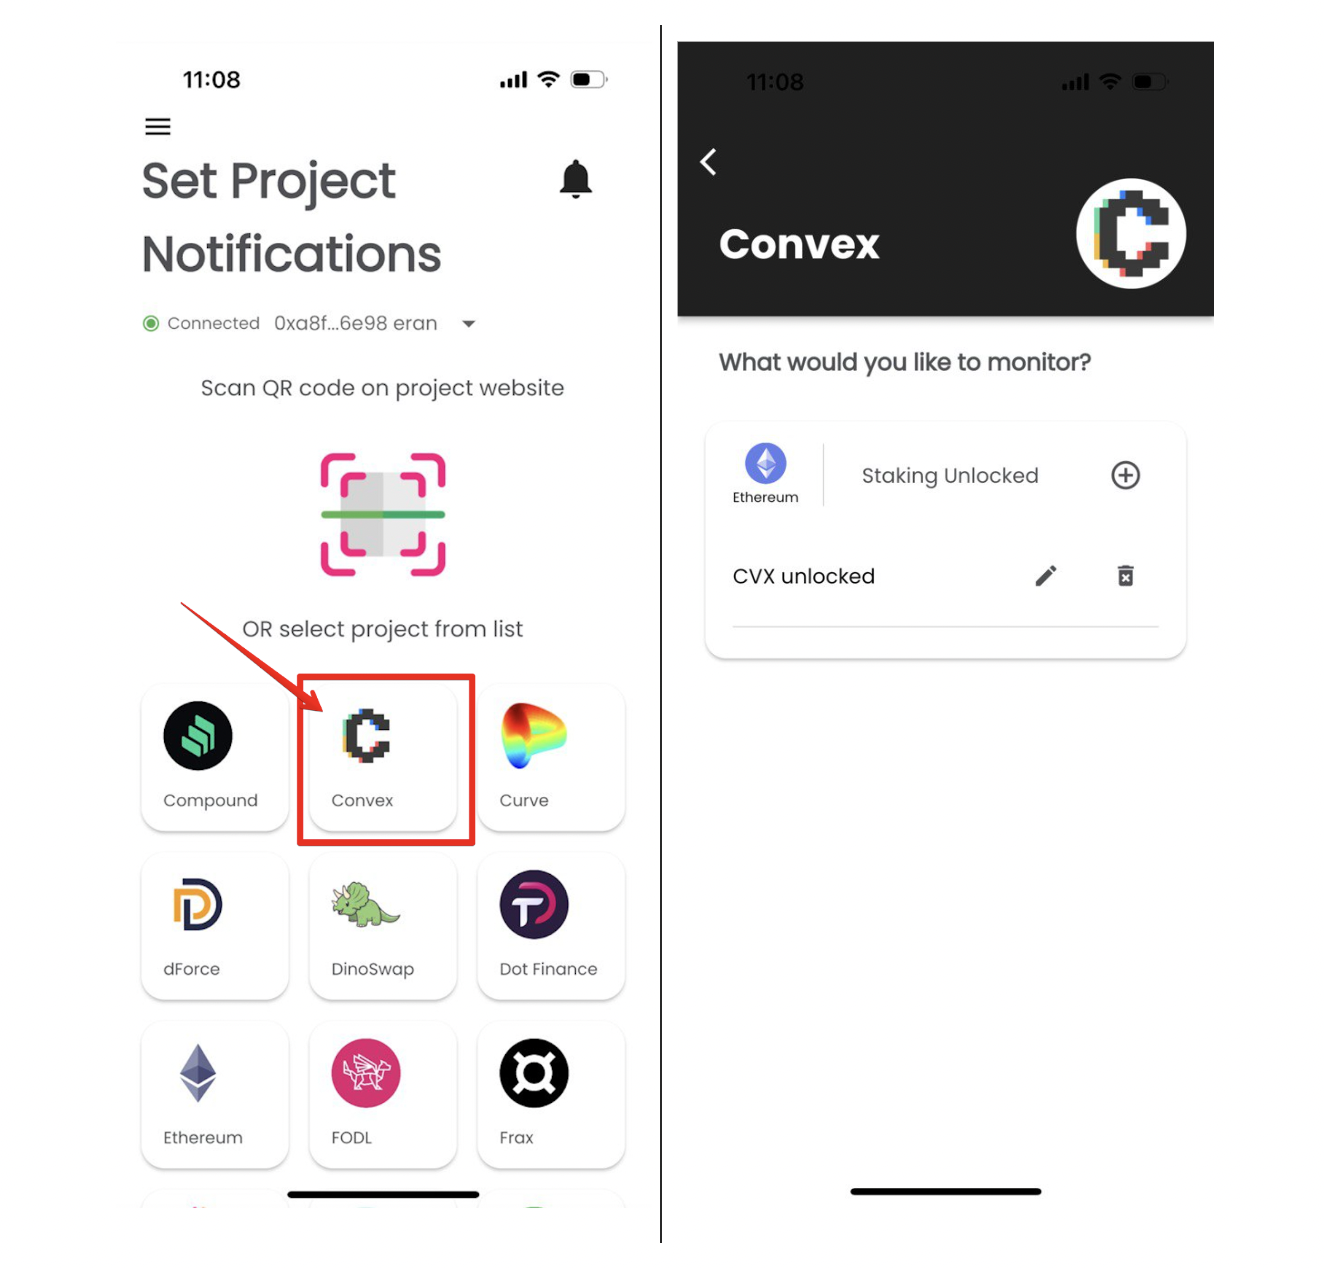 11:08
Set Project
Notifications
Connected 0xa8f...6e98 eran
Scan QR code on project website
OR select project from list
Compound
Convex
Curve
dForce
DinoSwap
Dot Finance
Ethereum
FODL
Frax
11:08
Convex
What would you like to monitor?
Ethereum
Staking Unlocked
CVX unlocked